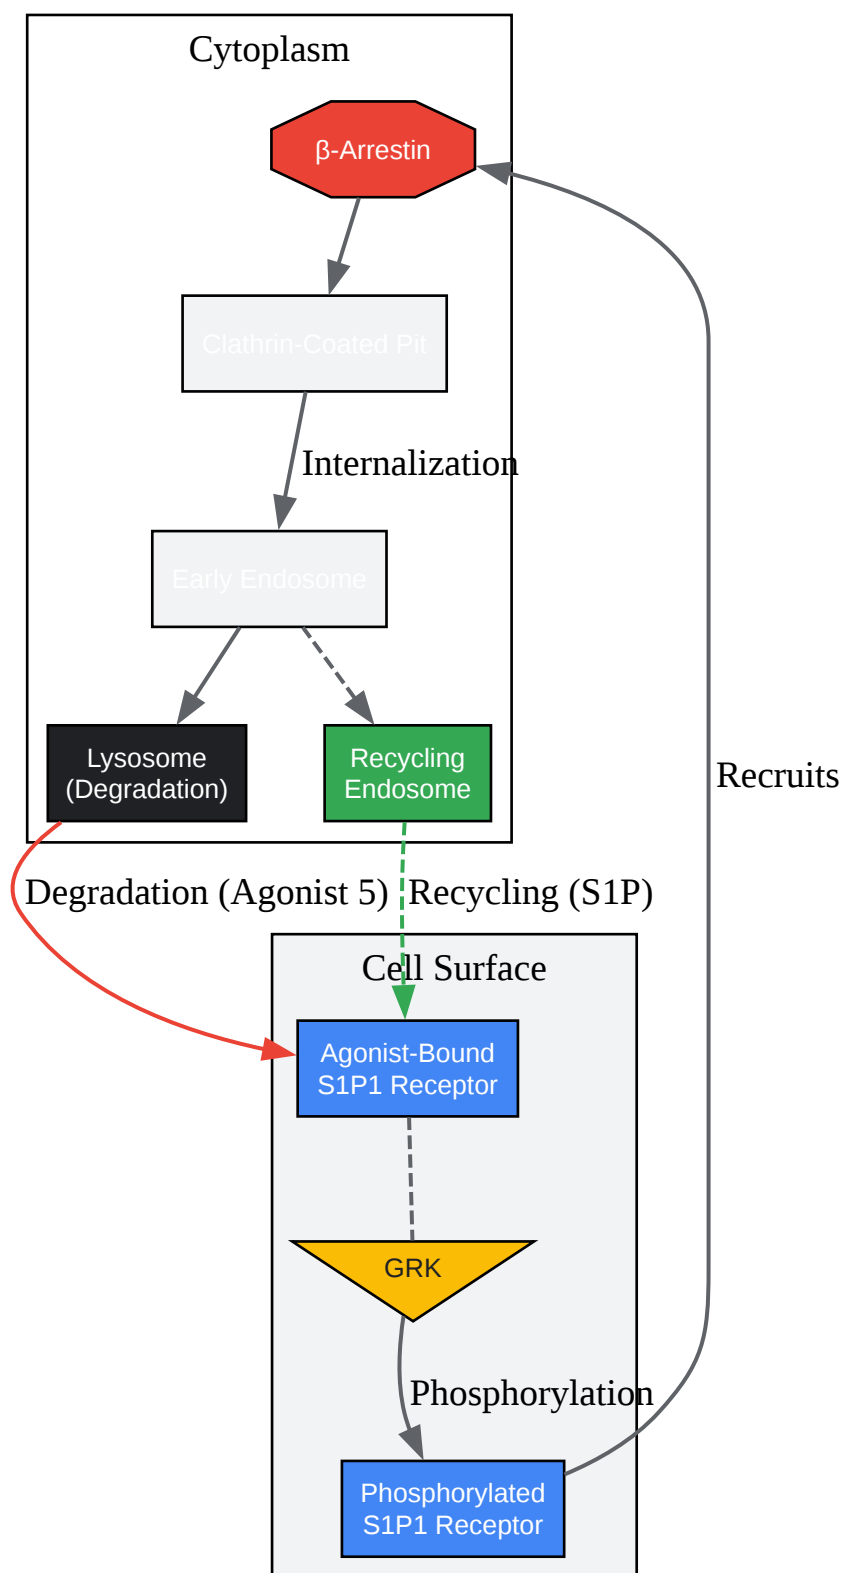 Cytoplasm
β-Arrestin
Clathrin-Coated Pit
Internalization
Early Endosome
Lysosome
(Degradation)
Recycling
Endosome
Recruits
Degradation (Agonist 5)
Recycling (S1P)
Cell Surface
Agonist-Bound
S1P1 Receptor
GRK
Phosphorylation
Phosphorylated
S1P1 Receptor